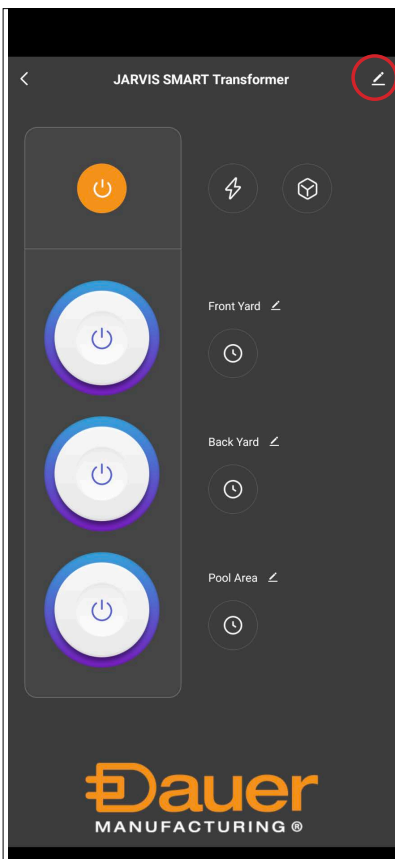 JARVIS SMART Transformer
Front Yard
Back Yard
Pool Area
Dauer
MANUFACTURING ®